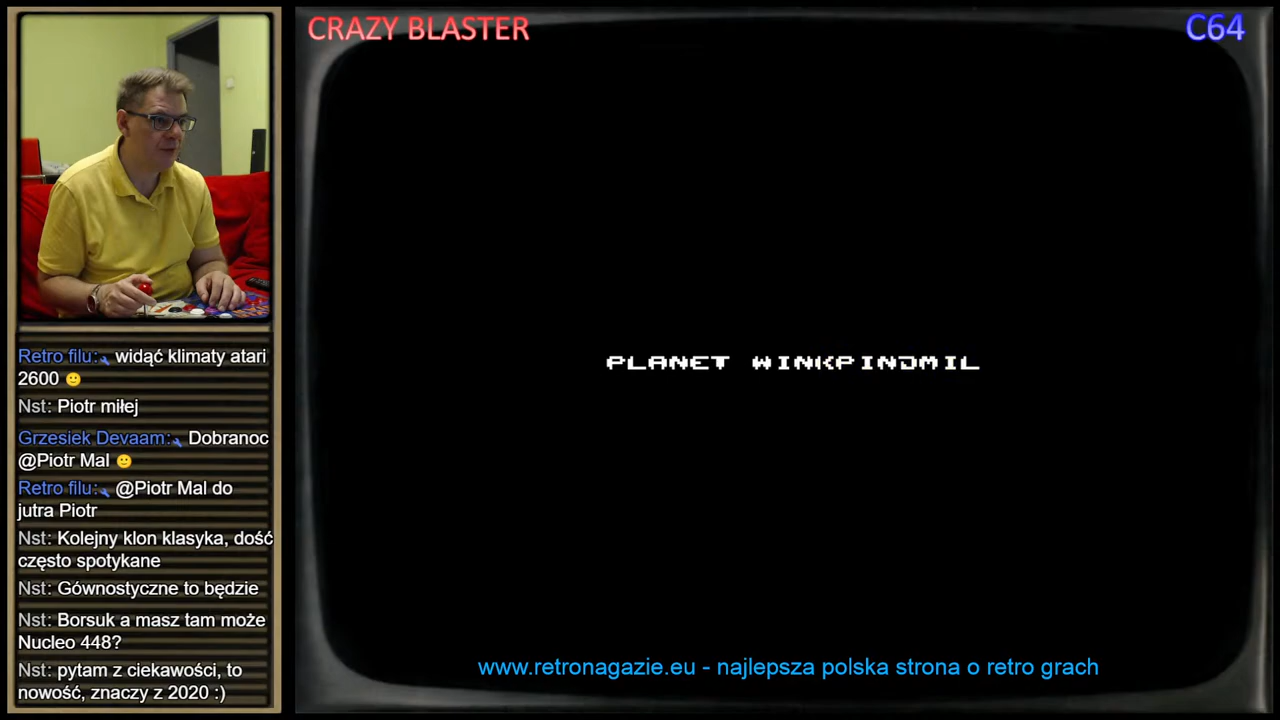 CRAZY BLASTER
C64
PLANET WINKPINJMIL
Retro filu: widąć klimaty atari
2600 🙂
Nst: Piotr miłej
Grzesiek Devaam: Dobranoc
@Piotr Mal 🙂
Retro filu: @Piotr Mal do
jutra Piotr
Nst: Kolejny klon klasyka, dość
często spotykane
Nst: Gównostyczne to będzie
Nst: Borsuk a masz tam może
Nucleo 448?
Nst: pytam z ciekawości, to
nowość, znaczy z 2020 :)
www.retronagazie.eu - najlepsza polska strona o retro grach